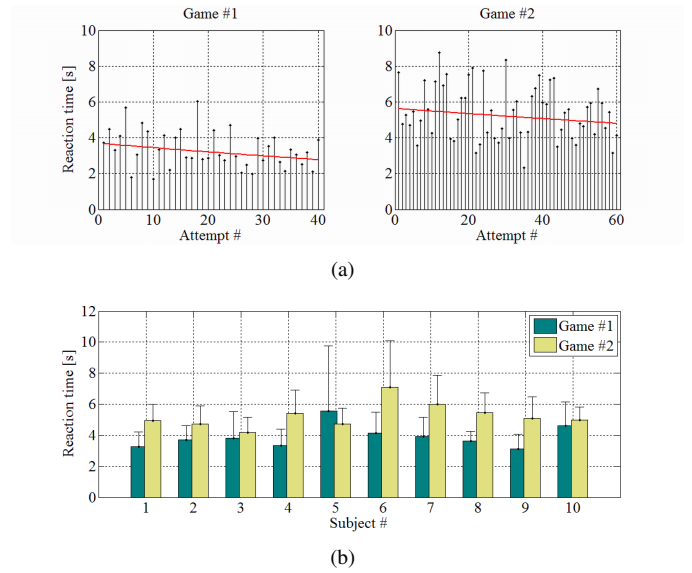 Game #1
Game #2
10
8
6
4
2
0
Reaction time [s]
0 10 20 30 40
Attempt #
10
8
6
4
2
0
0 20 40 60
Attempt #
(a)
12
10
8
6
4
2
0
Reaction time [s]
Game #1
Game #2
1 2 3 4 5 6 7 8 9 10
Subject #
(b)